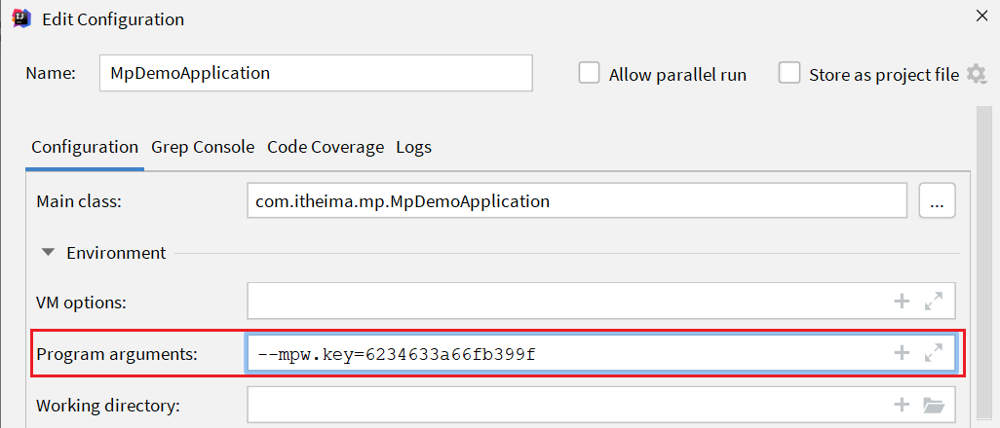 Edit Configuration
Name: MpDemoApplication Allow parallel run Store as project file
Configuration Grep Console Code Coverage Logs
Main class: com.itheima.mp.MpDemoApplication ...
Environment
VM options:
Program arguments: --mpw.key=6234633a66fb399f
Working directory: